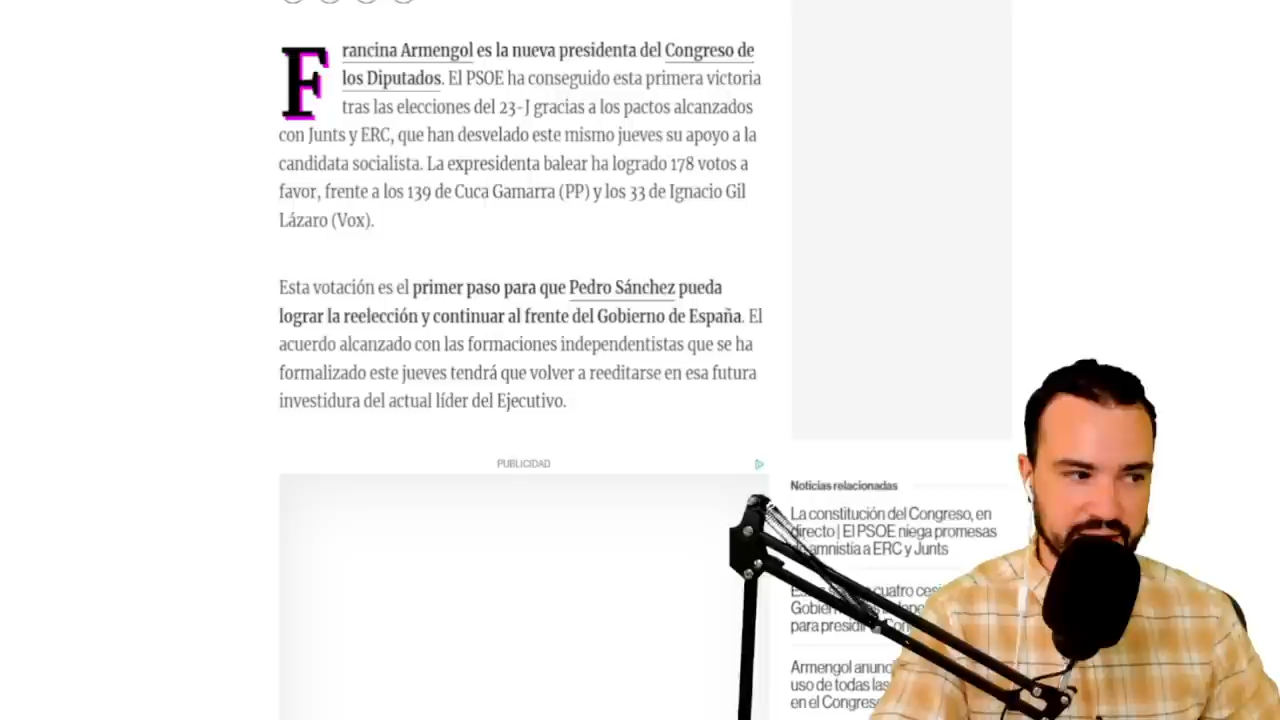 Francina Armengol es la nueva presidenta del Congreso de
los Diputados. El PSOE ha conseguido esta primera victoria
tras las elecciones del 23-J gracias a los pactos alcanzados
con Junts y ERC, que han desvelado este mismo jueves su apoyo a la
candidata socialista. La expresidenta balear ha logrado 178 votos a
favor, frente a los 139 de Cuca Gamarra (PP) y los 33 de Ignacio Gil
Lázaro (Vox).
Esta votación es el primer paso para que Pedro Sánchez pueda
lograr la reelección y continuar al frente del Gobierno de España. El
acuerdo alcanzado con las formaciones independentistas que se ha
formalizado este jueves tendrá que volver a reeditarse en esa futura
investidura del actual líder del Ejecutivo.
PUBLICIDAD
Noticias relacionadas
La constitución del Congreso, en
directo | El PSOE niega promesas
amnistía a ERC y Junts
cuatro
para presidir
Armengol
uso de todas las
en el Congreso